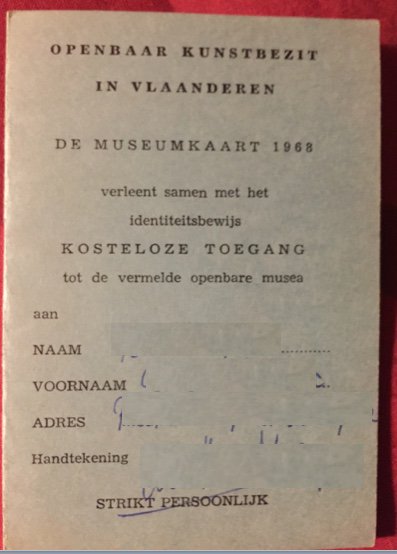 OPENBAAR KUNSTBEZIT
IN VLAANDEREN
DE MUSEUMKAART 1968
verleent samen met het
identiteitsbewijs
KOSTELOZE TOEGANG
tot de vermelde openbare musea
aan
NAAM
VOORNAAM
ADRES
Handtekening
STRIKT PERSOONLIJK